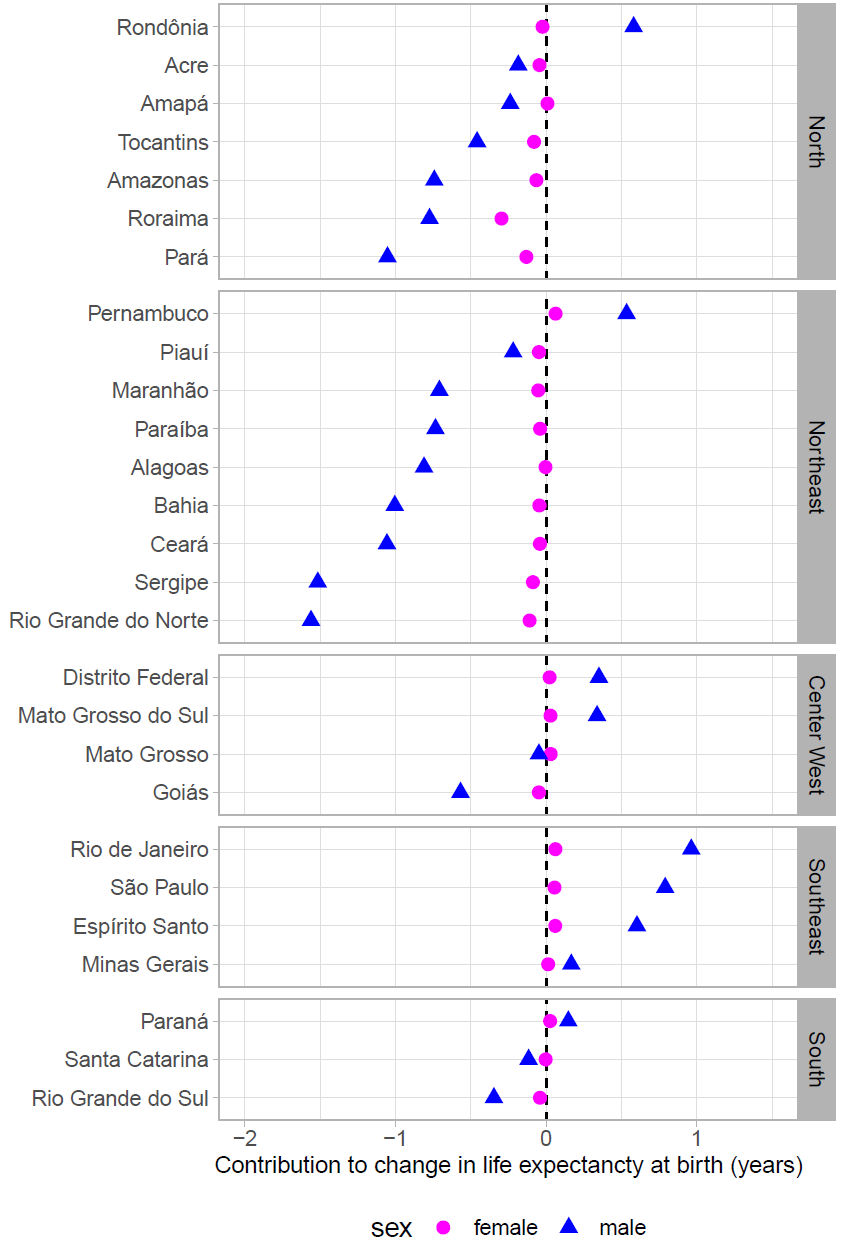 Rondônia
Acre
Amapá
Tocantins
Amazonas
Roraima
Pará
North
Pernambuco
Piauí
Maranhão
Paraíba
Alagoas
Bahia
Ceará
Sergipe
Rio Grande do Norte
Northeast
Distrito Federal
Mato Grosso do Sul
Mato Grosso
Goiás
Center West
Rio de Janeiro
São Paulo
Espírito Santo
Minas Gerais
Southeast
Paraná
Santa Catarina
Rio Grande do Sul
South
−2 −1 0 1
Contribution to change in life expectancty at birth (years)
sex female male